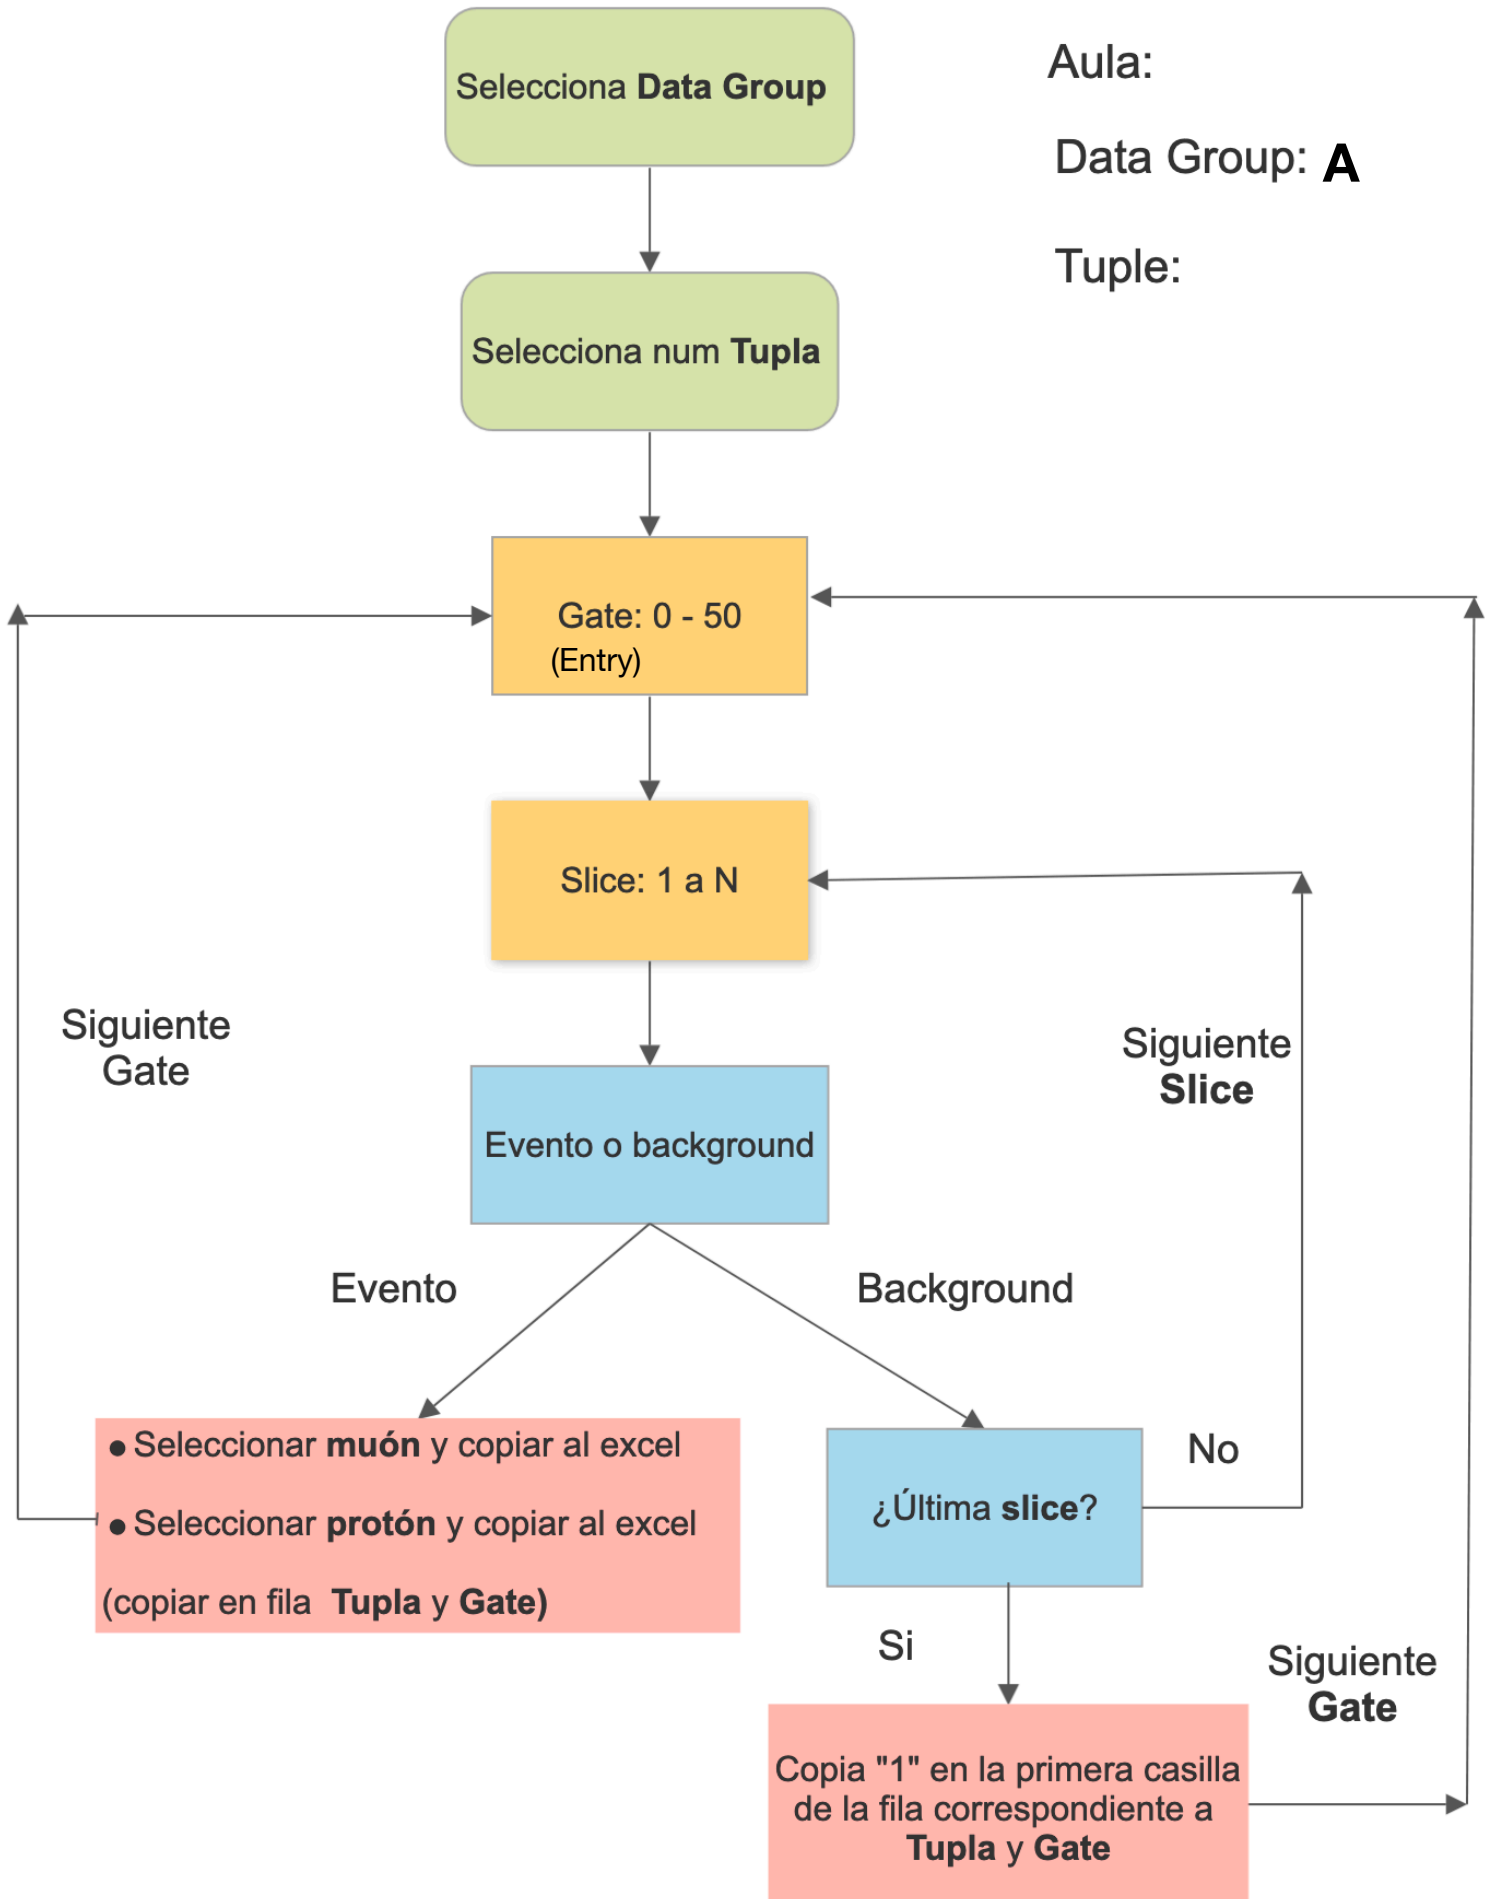 Selecciona Data Group
Aula:
Data Group: A
Tuple:
Selecciona num Tupla
Gate: 0 - 50
(Entry)
Slice: 1 a N
Siguiente
Gate
Siguiente
Slice
Evento o background
Evento
Background
● Seleccionar muón y copiar al excel
● Seleccionar protón y copiar al excel
(copiar en fila Tupla y Gate)
¿Última slice?
No
Si
Siguiente
Gate
Copia "1" en la primera casilla
de la fila correspondiente a
Tupla y Gate